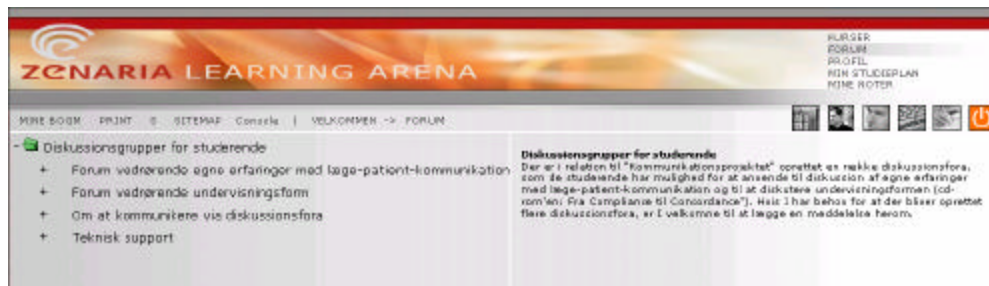 KURSER
FORUM
PROFIL
MIN STUDIEPLAN
MINE NOTER
ZENARIA LEARNING ARENA
MINE BOGM PRINT S SITEMAP Console | VELKOMMEN -> FORUM
- Diskussionsgrupper for studerende
+ Forum vedrørende egne erfaringer med læge-patient-kommunikation
+ Forum vedrørende undervisningsform
+ Om at kommunikere via diskussionsfora
+ Teknisk support
Diskussionsgrupper for studerende
Der er i relation til "Kommunikationsprojektet" oprettet en række diskussionsfora,
som de studerende har mulighed for at anvende til diskussion af egne erfaringer
med læge-patient-kommunikation og til at diskutere undervisningsformen (cd-
rom'en: Fra Compliance til Concordance"). Hvis I har behov for at der bliver oprettet
flere diskussionsfora, er I velkomne til at lægge en meddelelse herom.